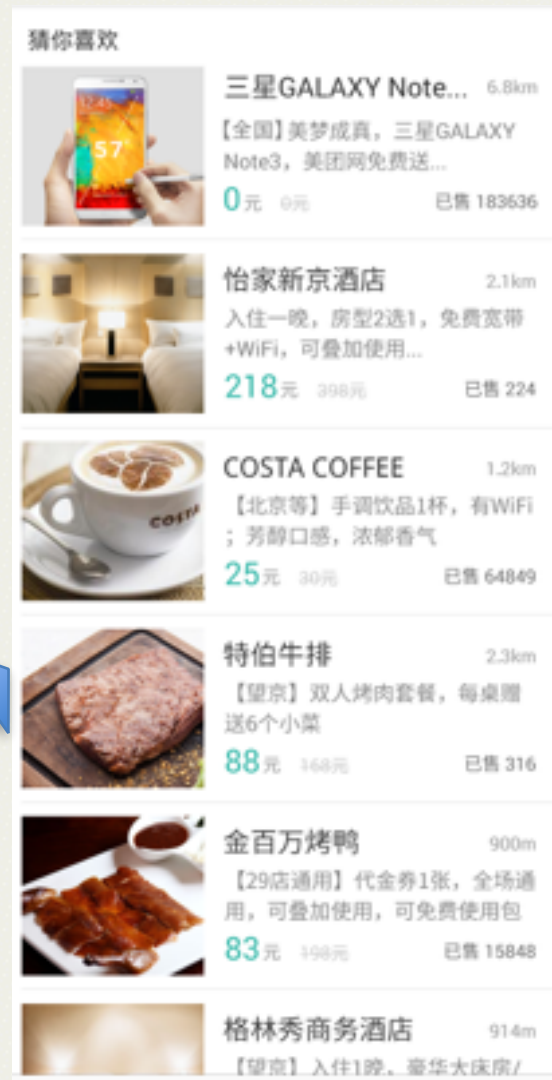 猜你喜欢
三星GALAXY Note... 6.8km
【全国】美梦成真，三星GALAXY
Note3，美团网免费送...
0元 0元 已售 183636
12:45
57°
怡家新京酒店 2.1km
入住一晚，房型2选1，免费宽带
+WiFi，可叠加使用...
218元 398元 已售 224
COSTA COFFEE 1.2km
【北京等】手调饮品1杯，有WiFi
；芳醇口感，浓郁香气
25元 30元 已售 64849
COSTA
特伯牛排 2.3km
【望京】双人烤肉套餐，每桌赠
送6个小菜
88元 168元 已售 316
金百万烤鸭 900m
【29店通用】代金券1张，全场通
用，可叠加使用，可免费使用包
83元 198元 已售 15848
格林秀商务酒店 914m
【望京】入住1晚，豪华大床房/